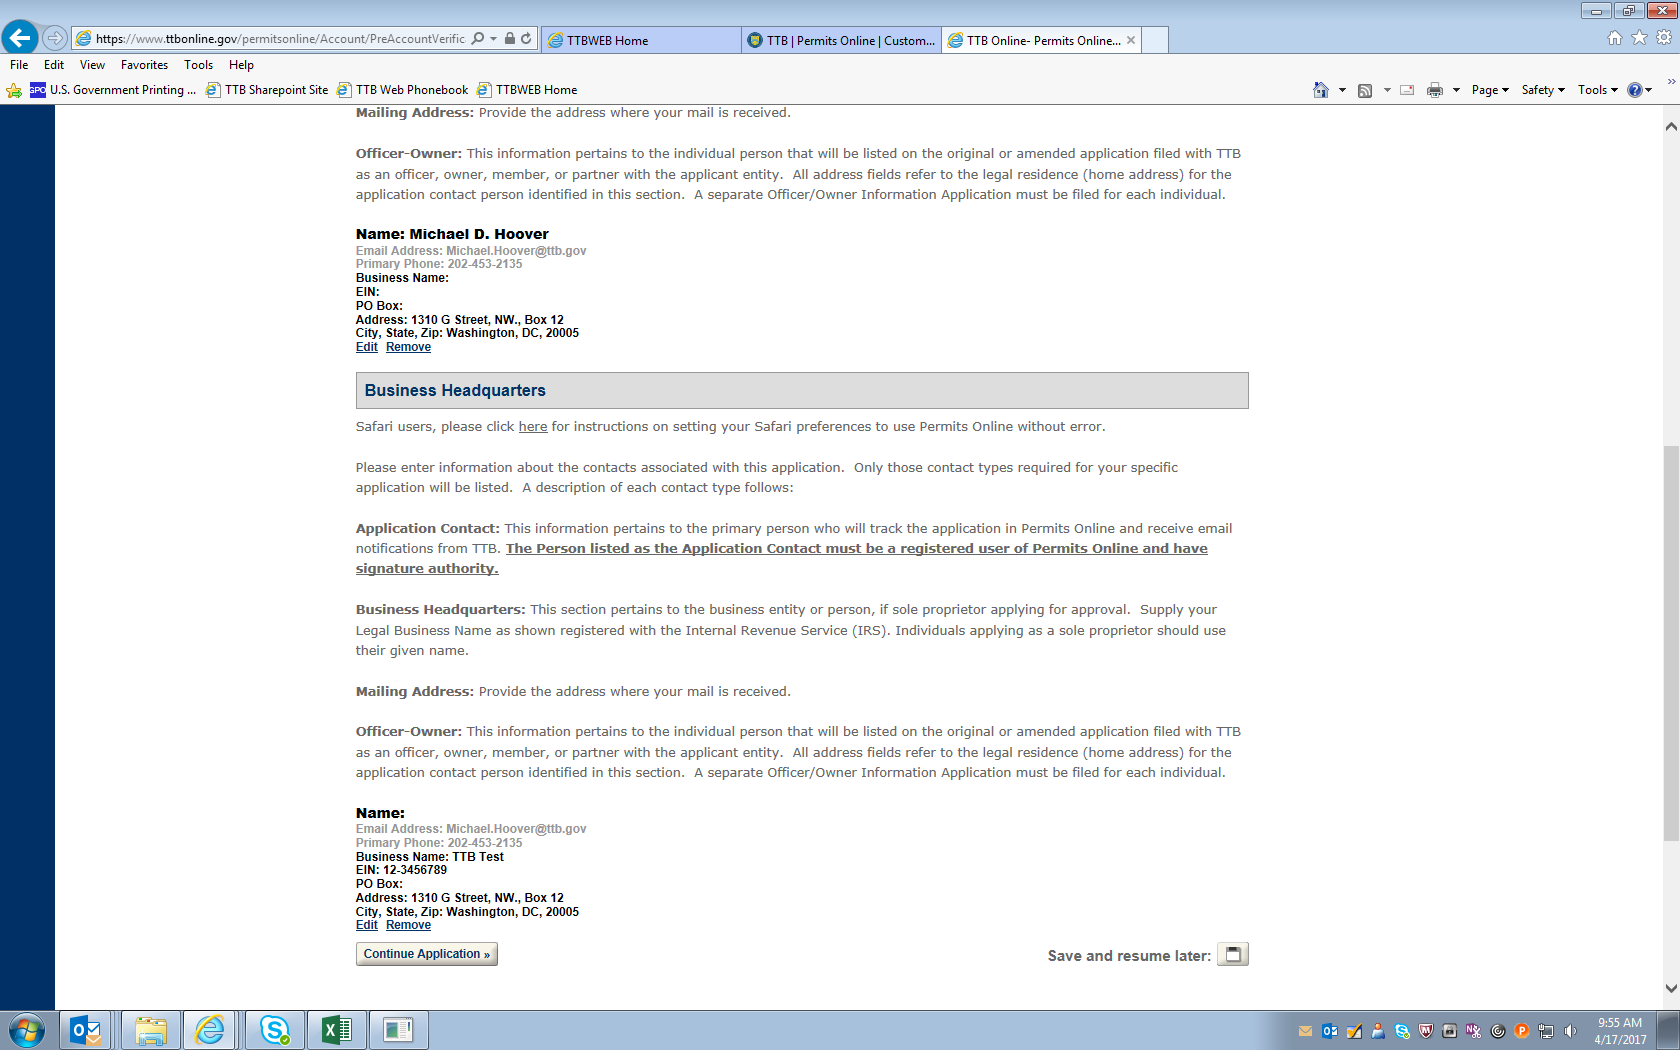 https://www.ttbonline.gov/permitsonline/Account/PreAccountVerific
TTBWEB Home
TTB | Permits Online | Custom...
TTB Online- Permits Online...
File Edit View Favorites Tools Help
GPO U.S. Government Printing ... TTB Sharepoint Site TTB Web Phonebook TTBWEB Home
Page Safety Tools
Mailing Address: Provide the address where your mail is received.
Officer-Owner: This information pertains to the individual person that will be listed on the original or amended application filed with TTB
as an officer, owner, member, or partner with the applicant entity. All address fields refer to the legal residence (home address) for the
application contact person identified in this section. A separate Officer/Owner Information Application must be filed for each individual.
Name: Michael D. Hoover
Email Address: Michael.Hoover@ttb.gov
Primary Phone: 202-453-2135
Business Name:
EIN:
PO Box:
Address: 1310 G Street, NW., Box 12
City, State, Zip: Washington, DC, 20005
Edit Remove
Business Headquarters
Safari users, please click here for instructions on setting your Safari preferences to use Permits Online without error.
Please enter information about the contacts associated with this application. Only those contact types required for your specific
application will be listed. A description of each contact type follows:
Application Contact: This information pertains to the primary person who will track the application in Permits Online and receive email
notifications from TTB. The Person listed as the Application Contact must be a registered user of Permits Online and have
signature authority.
Business Headquarters: This section pertains to the business entity or person, if sole proprietor applying for approval. Supply your
Legal Business Name as shown registered with the Internal Revenue Service (IRS). Individuals applying as a sole proprietor should use
their given name.
Mailing Address: Provide the address where your mail is received.
Officer-Owner: This information pertains to the individual person that will be listed on the original or amended application filed with TTB
as an officer, owner, member, or partner with the applicant entity. All address fields refer to the legal residence (home address) for the
application contact person identified in this section. A separate Officer/Owner Information Application must be filed for each individual.
Name:
Email Address: Michael.Hoover@ttb.gov
Primary Phone: 202-453-2135
Business Name: TTB Test
EIN: 12-3456789
PO Box:
Address: 1310 G Street, NW., Box 12
City, State, Zip: Washington, DC, 20005
Edit Remove
Continue Application »
Save and resume later:
9:55 AM
4/17/2017